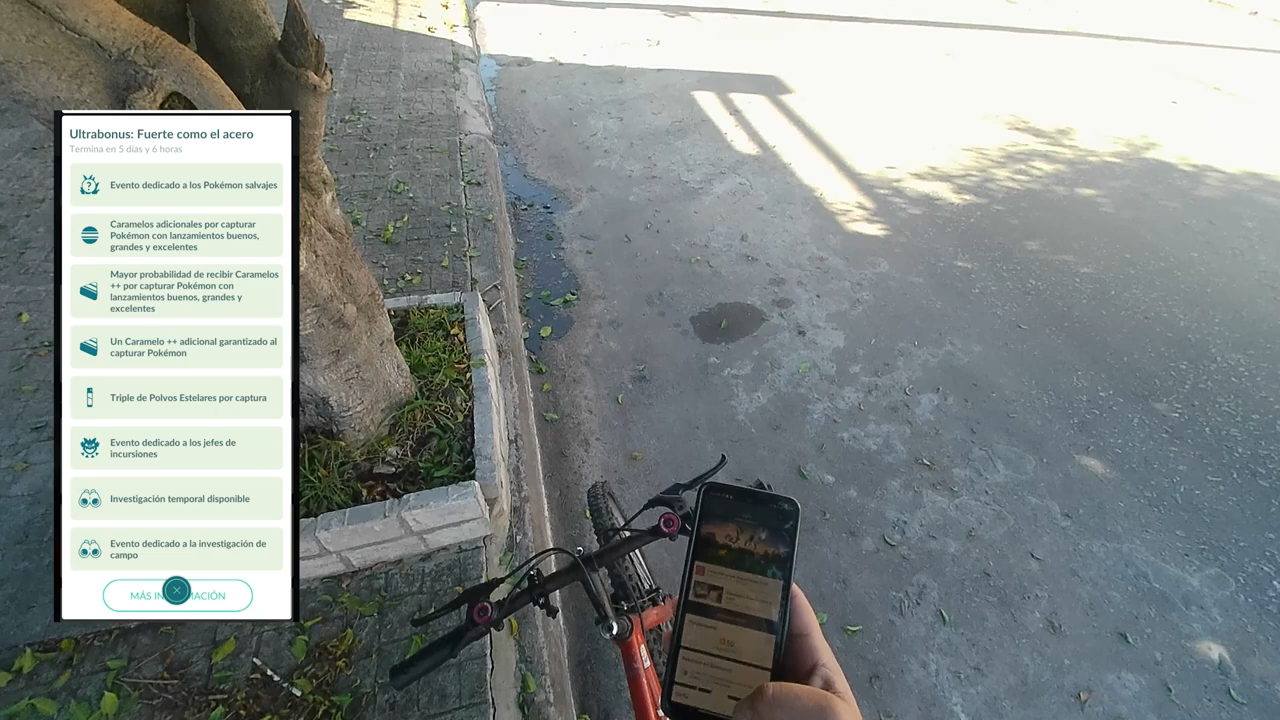 Ultrabonus: Fuerte como el acero
Termina en 5 días y 6 horas
Evento dedicado a los Pokémon salvajes
Caramelos adicionales por capturar
Pokémon con lanzamientos buenos,
grandes y excelentes
Mayor probabilidad de recibir Caramelos
++ por capturar Pokémon con
lanzamientos buenos, grandes y
excelentes
Un Caramelo ++ adicional garantizado al
capturar Pokémon
Triple de Polvos Estelares por captura
Evento dedicado a los jefes de
incursiones
Investigación temporal disponible
Evento dedicado a la investigación de
campo
MÁS IN MACIÓN